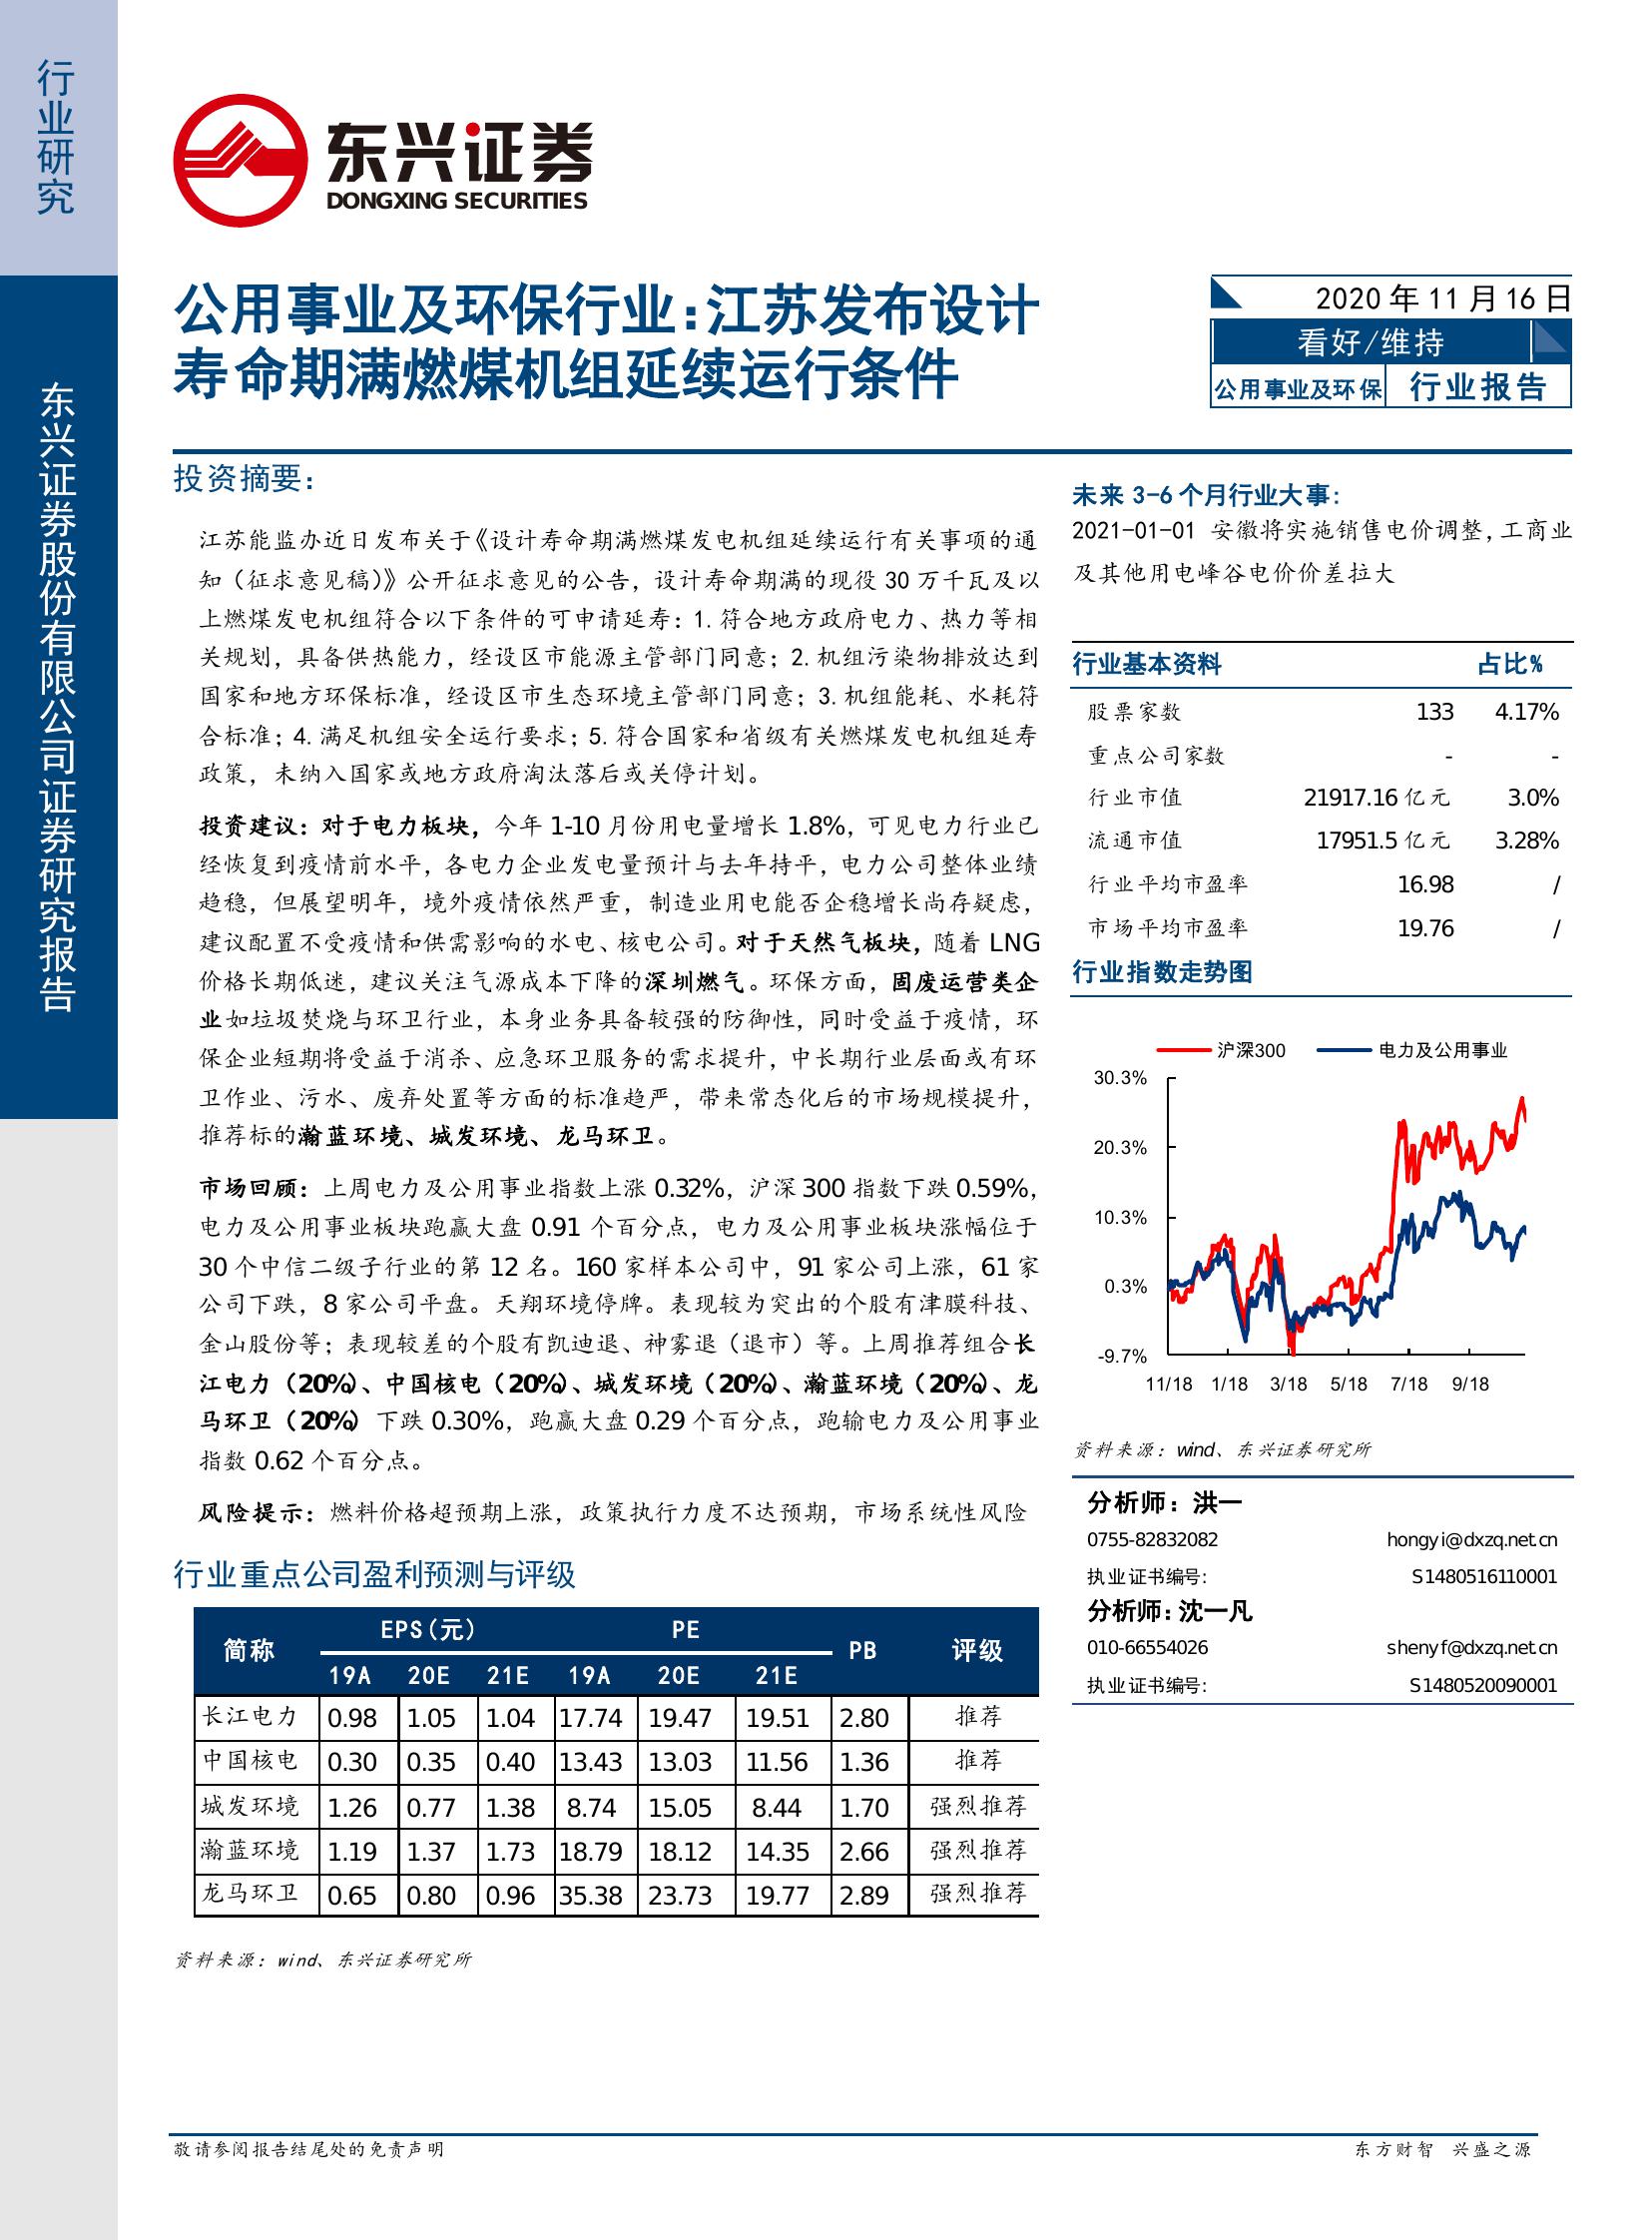 行业研究
东兴证券股份有限公司证券研究报告
东兴证券
DONGXING SECURITIES
公用事业及环保行业：江苏发布设计
寿命期满燃煤机组延续运行条件
2020 年 11 月 16 日
看好/维持
公用事业及环保 行业报告
投资摘要：
江苏能监办近日发布关于《设计寿命期满燃煤发电机组延续运行有关事项的通
知（征求意见稿）》公开征求意见的公告，设计寿命期满的现役 30 万千瓦及以
上燃煤发电机组符合以下条件的可申请延寿：1. 符合地方政府电力、热力等相
关规划，具备供热能力，经设区市能源主管部门同意；2. 机组污染物排放达到
国家和地方环保标准，经设区市生态环境主管部门同意；3. 机组能耗、水耗符
合标准；4. 满足机组安全运行要求；5. 符合国家和省级有关燃煤发电机组延寿
政策，未纳入国家或地方政府淘汰落后或关停计划。
投资建议：对于电力板块，今年 1-10 月份用电量增长 1.8%，可见电力行业已
经恢复到疫情前水平，各电力企业发电量预计与去年持平，电力公司整体业绩
趋稳，但展望明年，境外疫情依然严重，制造业用电能否企稳增长尚存疑虑，
建议配置不受疫情和供需影响的水电、核电公司。对于天然气板块，随着 LNG
价格长期低迷，建议关注气源成本下降的深圳燃气。环保方面，固废运营类企
业如垃圾焚烧与环卫行业，本身业务具备较强的防御性，同时受益于疫情，环
保企业短期将受益于消杀、应急环卫服务的需求提升，中长期行业层面或有环
卫作业、污水、废弃处置等方面的标准趋严，带来常态化后的市场规模提升，
推荐标的瀚蓝环境、城发环境、龙马环卫。
市场回顾：上周电力及公用事业指数上涨 0.32%，沪深 300 指数下跌 0.59%，
电力及公用事业板块跑赢大盘 0.91 个百分点，电力及公用事业板块涨幅位于
30 个中信二级子行业的第 12 名。160 家样本公司中，91 家公司上涨，61 家
公司下跌，8 家公司平盘。天翔环境停牌。表现较为突出的个股有津膜科技、
金山股份等；表现较差的个股有凯迪退、神雾退（退市）等。上周推荐组合长
江电力（20%）、中国核电（20%）、城发环境（20%）、瀚蓝环境（20%）、龙
马环卫（20%）下跌 0.30%，跑赢大盘 0.29 个百分点，跑输电力及公用事业
指数 0.62 个百分点。
风险提示：燃料价格超预期上涨，政策执行力度不达预期，市场系统性风险
行业重点公司盈利预测与评级
简称 EPS(元) PE PB 评级
19A 20E 21E 19A 20E 21E
长江电力 0.98 1.05 1.04 17.74 19.47 19.51 2.80 推荐
中国核电 0.30 0.35 0.40 13.43 13.03 11.56 1.36 推荐
城发环境 1.26 0.77 1.38 8.74 15.05 8.44 1.70 强烈推荐
瀚蓝环境 1.19 1.37 1.73 18.79 18.12 14.35 2.66 强烈推荐
龙马环卫 0.65 0.80 0.96 35.38 23.73 19.77 2.89 强烈推荐
资料来源：wind、东兴证券研究所
未来 3-6 个月行业大事：
2021-01-01 安徽将实施销售电价调整，工商业
及其他用电峰谷电价价差拉大
行业基本资料 占比%
股票家数 133 4.17%
重点公司家数 - -
行业市值 21917.16 亿元 3.0%
流通市值 17951.5 亿元 3.28%
行业平均市盈率 16.98 /
市场平均市盈率 19.76 /
行业指数走势图
沪深300 电力及公用事业
30.3%
20.3%
10.3%
0.3%
-9.7%
11/18 1/18 3/18 5/18 7/18 9/18
资料来源：wind、东兴证券研究所
分析师：洪一
0755-82832082 hongyi@dxzq.net.cn
执业证书编号: S1480516110001
分析师：沈一凡
010-66554026 shenyf@dxzq.net.cn
执业证书编号: S1480520090001
敬请参阅报告结尾处的免责声明 东方财智 兴盛之源